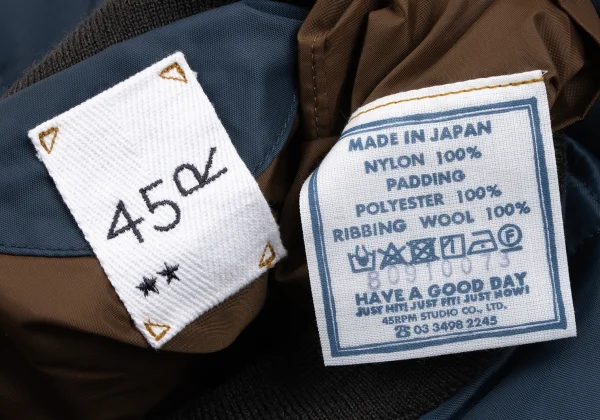 45R
★★
MADE IN JAPAN
NYLON 100%
PADDING
POLYESTER 100%
RIBBING WOOL 100%
80910073
HAVE A GOOD DAY
JUST HIT! JUST FIT! JUST NOW!
45RPM STUDIO CO., LTD.
☎ 03 3498 2245